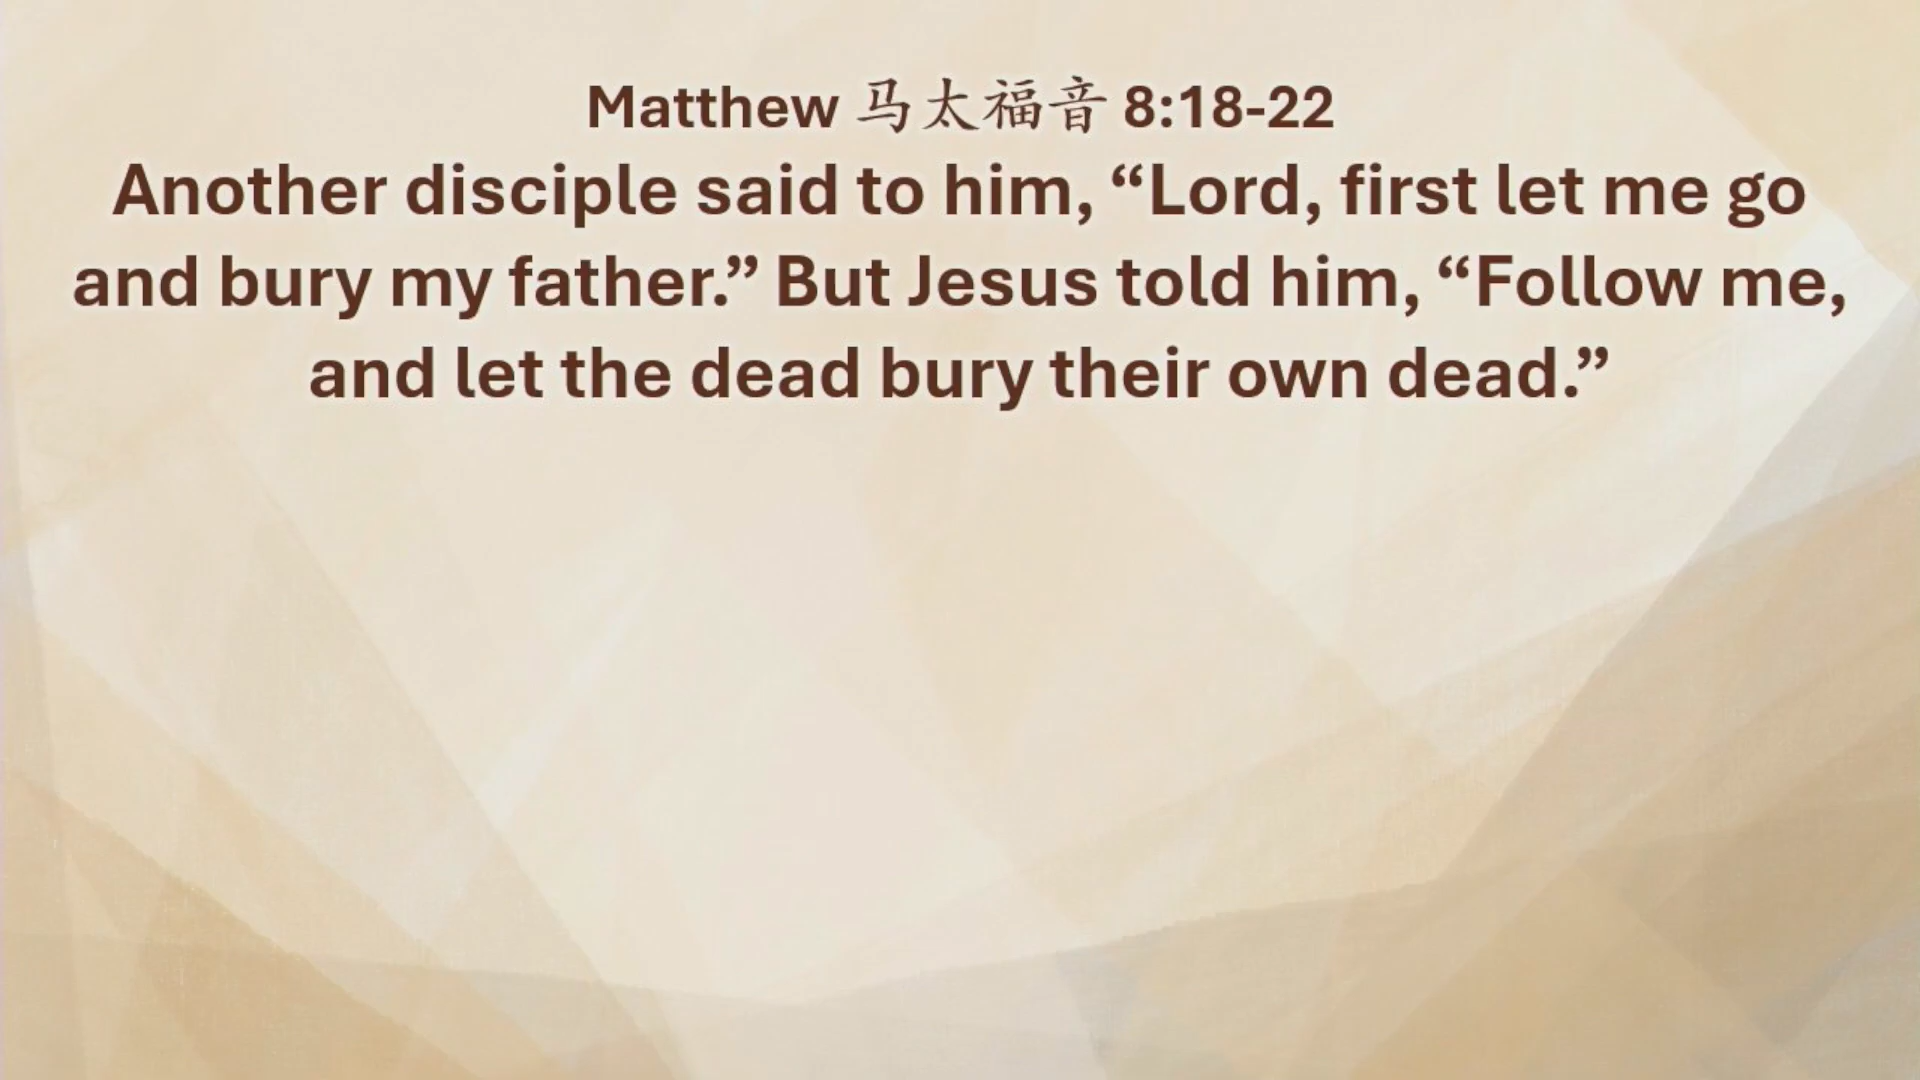 Matthew 马太福音 8:18-22
Another disciple said to him, “Lord, first let me go
and bury my father.” But Jesus told him, “Follow me,
and let the dead bury their own dead.”